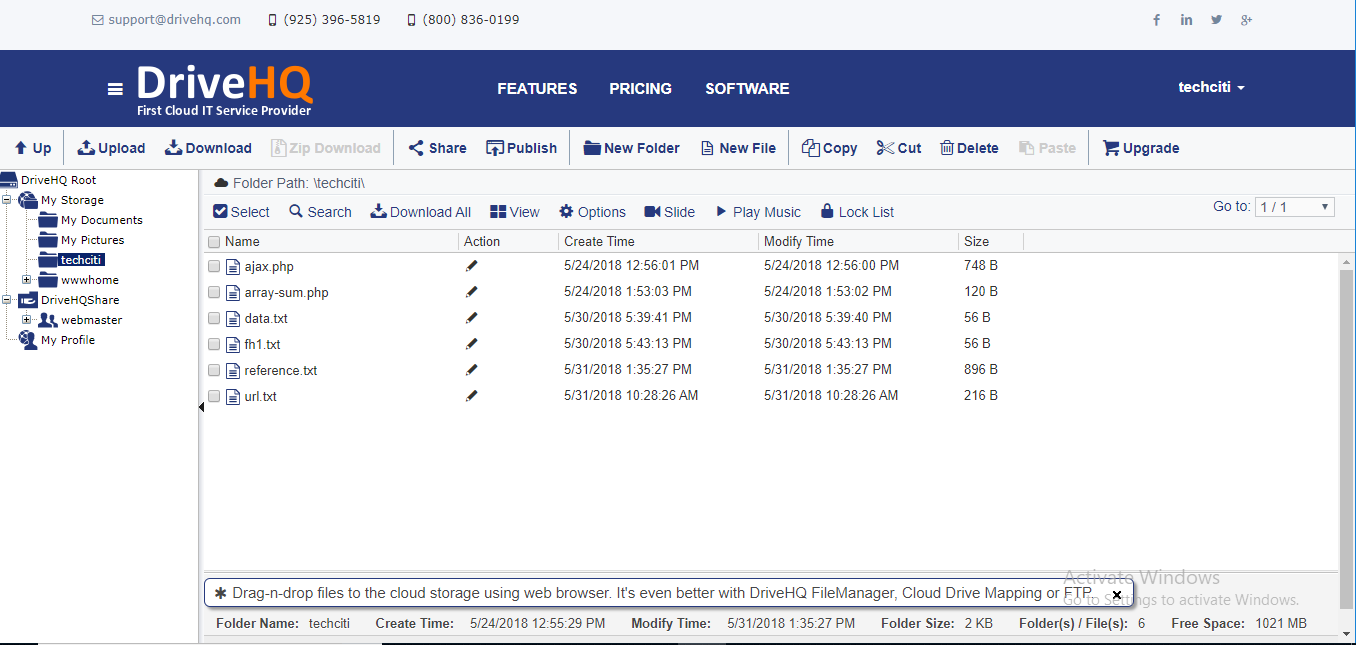 support@drivehq.com (925) 396-5819 (800) 836-0199
DriveHQ
First Cloud IT Service Provider
FEATURES PRICING SOFTWARE
techciti
Up Upload Download Zip Download Share Publish New Folder New File Copy Cut Delete Paste Upgrade
DriveHQ Root
My Storage
My Documents
My Pictures
techciti
wwwhome
DriveHQShare
webmaster
My Profile
Folder Path: \techciti\
Select Search Download All View Options Slide Play Music Lock List Go to: 1 / 1
Name Action Create Time Modify Time Size
ajax.php 5/24/2018 12:56:01 PM 5/24/2018 12:56:00 PM 748 B
array-sum.php 5/24/2018 1:53:03 PM 5/24/2018 1:53:02 PM 120 B
data.txt 5/30/2018 5:39:41 PM 5/30/2018 5:39:40 PM 56 B
fh1.txt 5/30/2018 5:43:13 PM 5/30/2018 5:43:13 PM 56 B
reference.txt 5/31/2018 1:35:27 PM 5/31/2018 1:35:27 PM 896 B
url.txt 5/31/2018 10:28:26 AM 5/31/2018 10:28:26 AM 216 B
Activate Windows
Drag-n-drop files to the cloud storage using web browser. It's even better with DriveHQ FileManager, Cloud Drive Mapping or FTP.
Go to Settings to activate Windows.
Folder Name: techciti Create Time: 5/24/2018 12:55:29 PM Modify Time: 5/31/2018 1:35:27 PM Folder Size: 2 KB Folder(s) / File(s): 6 Free Space: 1021 MB